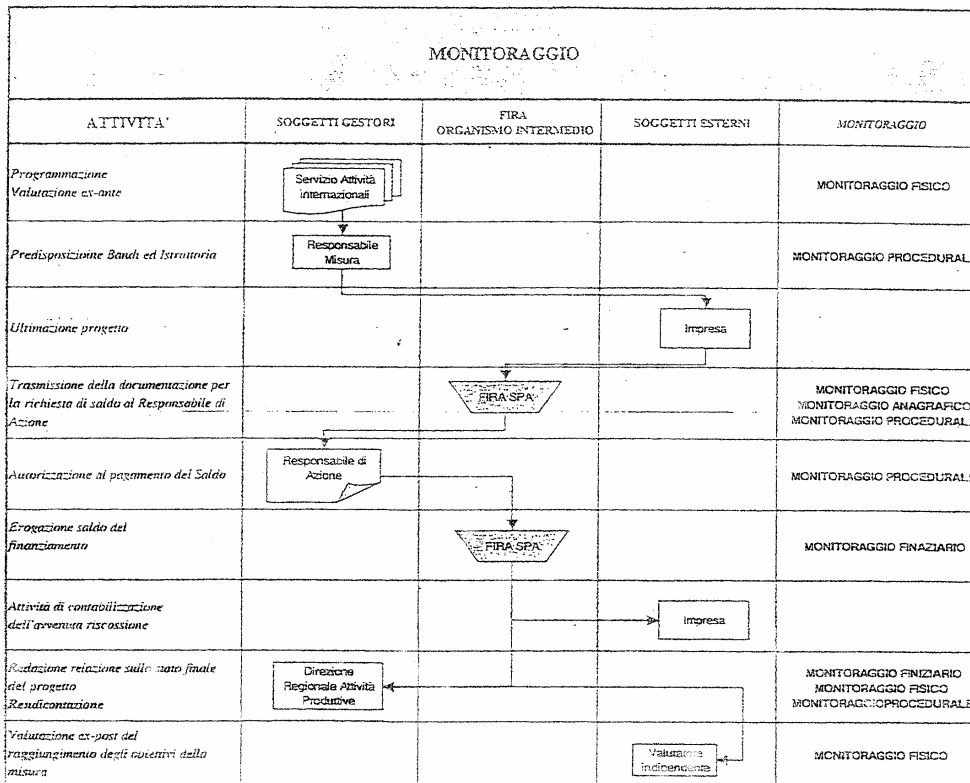 MONITORAGGIO
ATTIVITA'
SOGGETTI GESTORI
FIRA
ORGANISMO INTERMEDIO
SOGGETTI ESTERNI
MONITORAGGIO
Programmazione
Valutazione ex-ante
Servizio Attività
internazionali
MONITORAGGIO FISICO
Predisposizione Bandi ed Istruttoria
Responsabile
Misura
MONITORAGGIO PROCEDURAL
Ultimazione progetto
Impresa
Trasmissione della documentazione per
la richiesta di saldo al Responsabile di
Azione
FIRA SPA
MONITORAGGIO FISICO
MONITORAGGIO ANAGRAFICO
MONITORAGGIO PROCEDURAL
Autorizzazione al pagamento del Saldo
Responsabile di
Azione
MONITORAGGIO PROCEDURALE
Erogazione saldo del
finanziamento
FIRA SPA
MONITORAGGIO FINAZIARIO
Attività di contabilizzazione
dell'avvenuta riscossione
Impresa
Redazione relazione sullo stato finale
del progetto
Rendicontazione
Direzione
Regionale Attività
Produttive
MONITORAGGIO FINIZIARIO
MONITORAGGIO FISICO
MONITORAGGIOPROCEDURALE
Valutazione ex-post del
raggiungimento degli obiettivi della
misura
Valutatore
indipendente
MONITORAGGIO FISICO